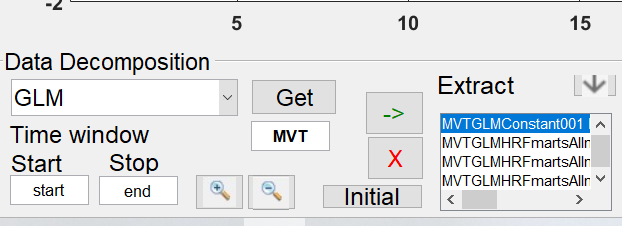 -2
5 10 15
Data Decomposition
GLM
Get
MVT
Time window
Start Stop
start end
->
X
Initial
Extract
MVTGLMConstant001
MVTGLMHRFmartsAlln
MVTGLMHRFmartsAlln
MVTGLMHRFmartsAlln